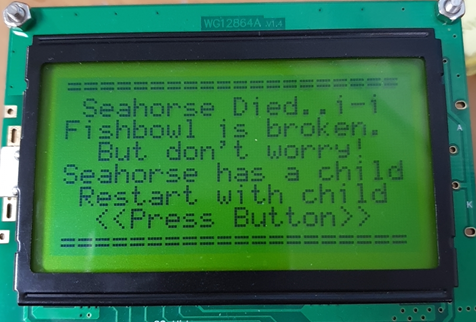 WG12864A V1.4
====================
Seahorse Died..i-i
Fishbowl is broken.
But don't worry!
Seahorse has a child
Restart with child
<<Press Button>>
====================
A
K